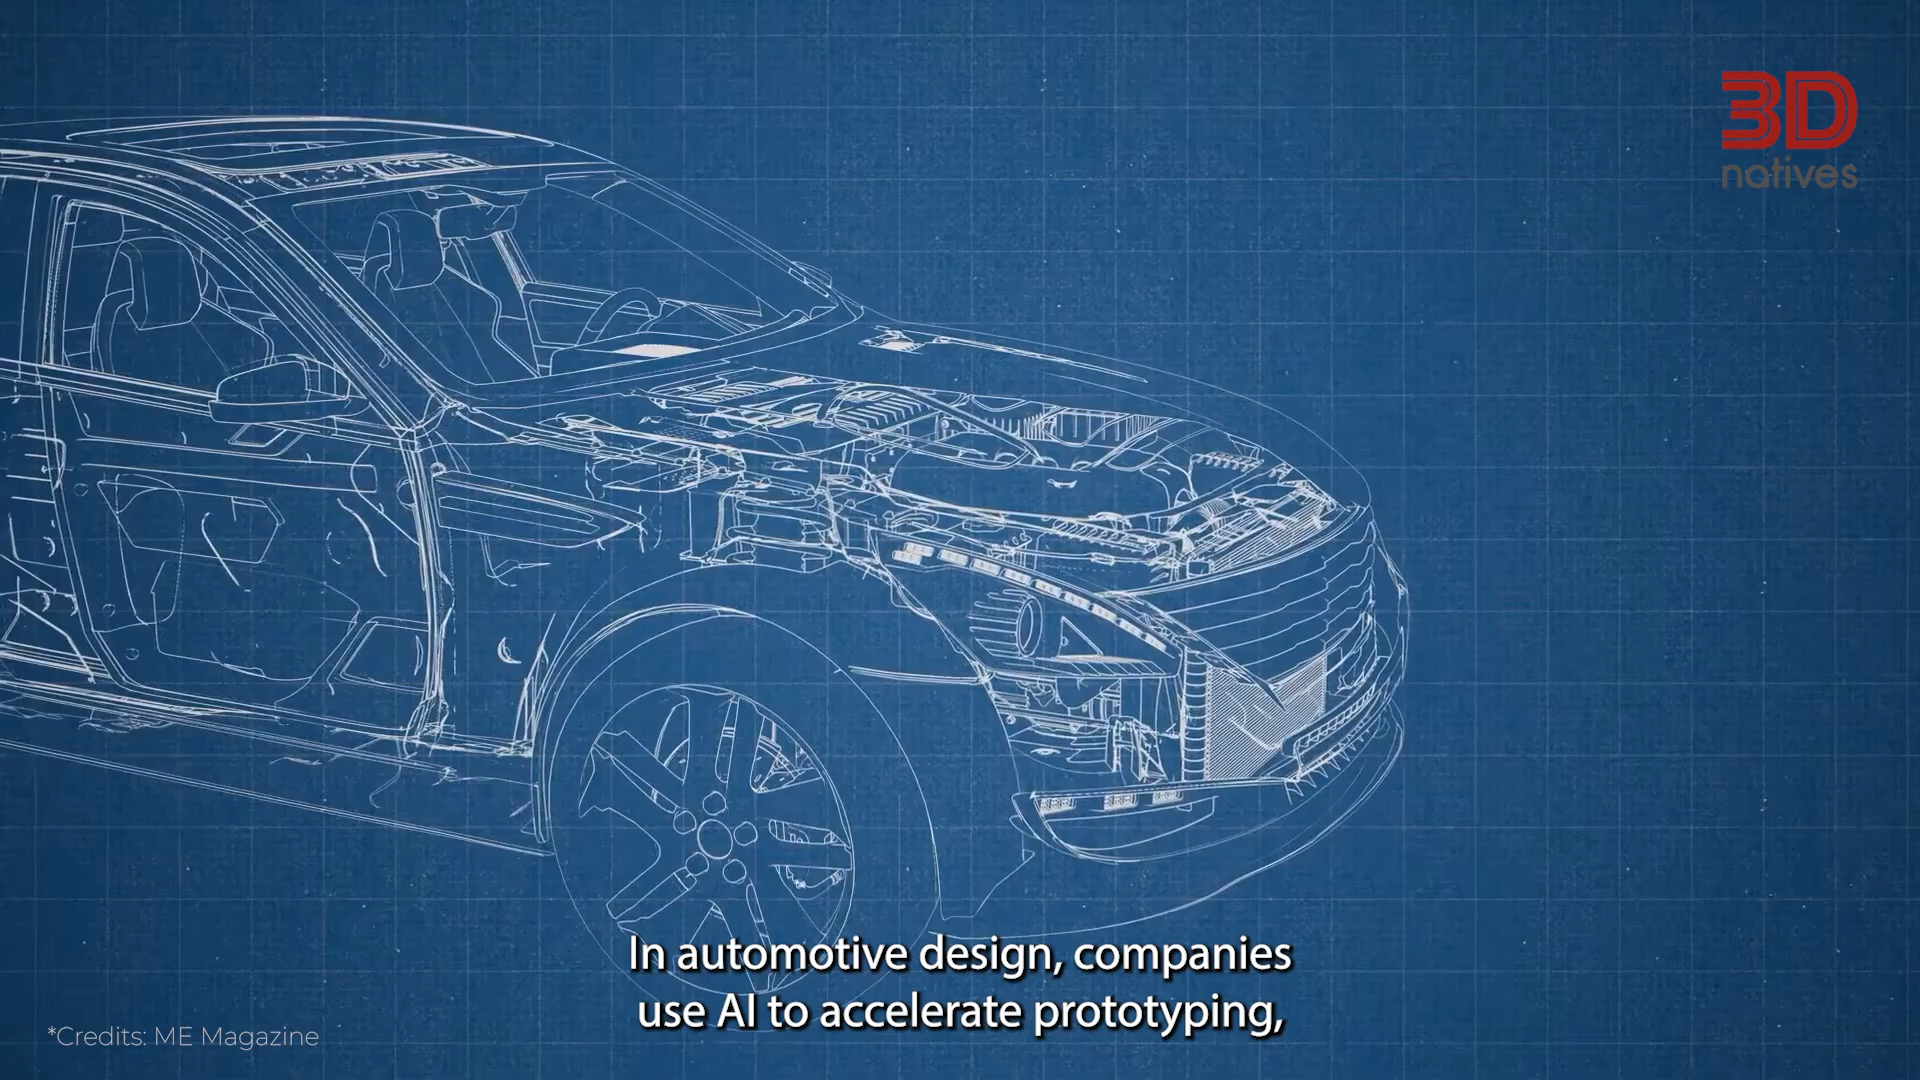 3D
natives
In automotive design, companies
use AI to accelerate prototyping,
*Credits: ME Magazine